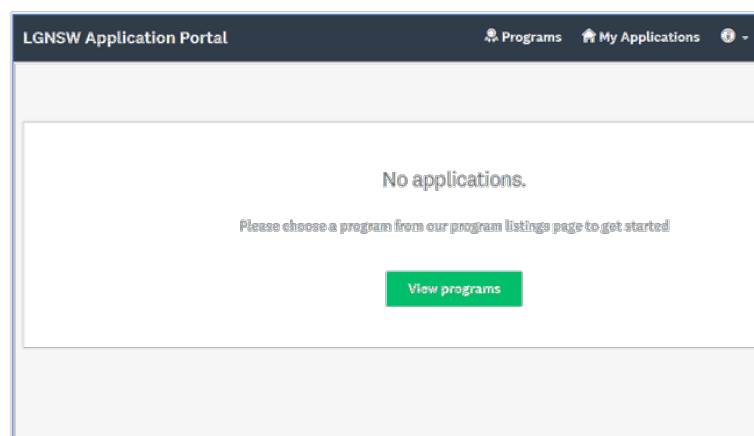 LGNSW Application Portal
Programs
My Applications
No applications.
Please choose a program from our program listings page to get started
View programs